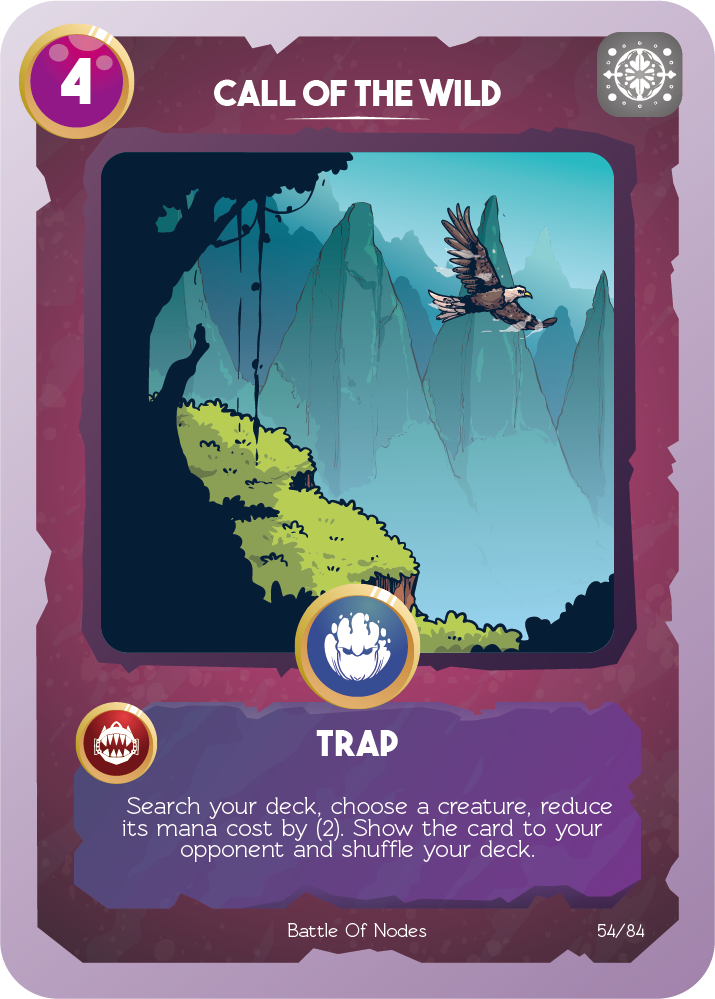 4
CALL OF THE WILD
TRAP
Search your deck, choose a creature, reduce
its mana cost by (2). Show the card to your
opponent and shuffle your deck.
Battle Of Nodes
54/84